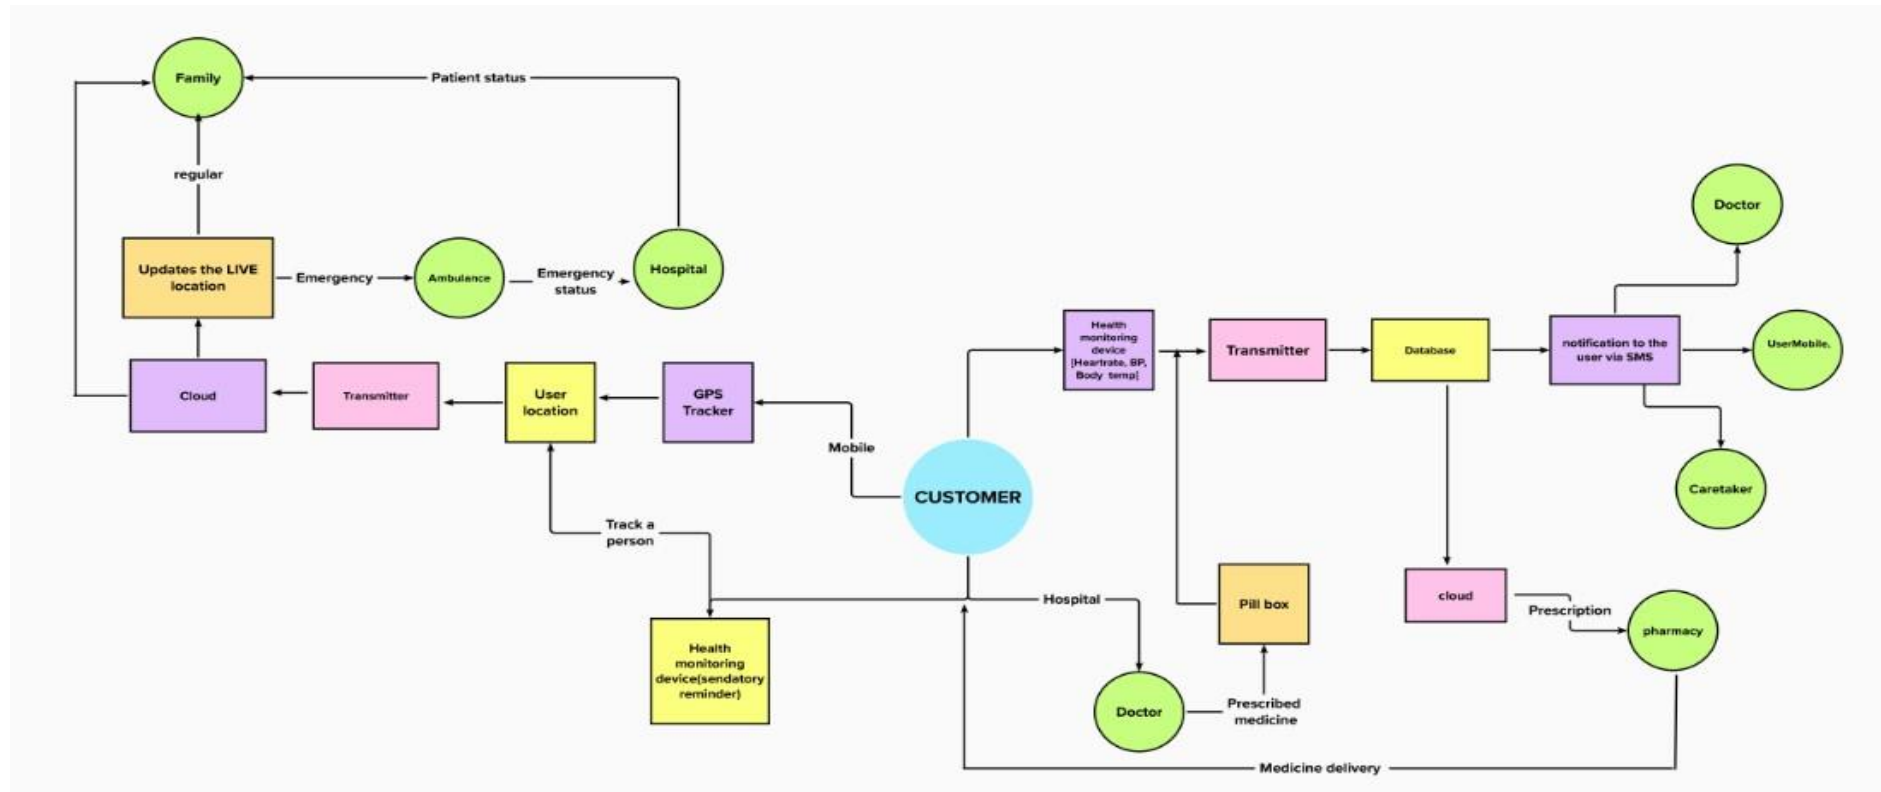 Family
Patient status
regular
Doctor
Updates the LIVE
location
Emergency
Ambulance
Emergency
status
Hospital
Health
monitoring
device
[Heartrate, BP,
Body temp[
Transmitter
Database
notification to the
user via SMS
UserMobile.
Cloud
Transmitter
User
location
GPS
Tracker
Mobile
CUSTOMER
Caretaker
Track a
person
Hospital
Pill box
cloud
Prescription
pharmacy
Health
monitoring
device(sendatory
reminder)
Doctor
Prescribed
medicine
Medicine delivery